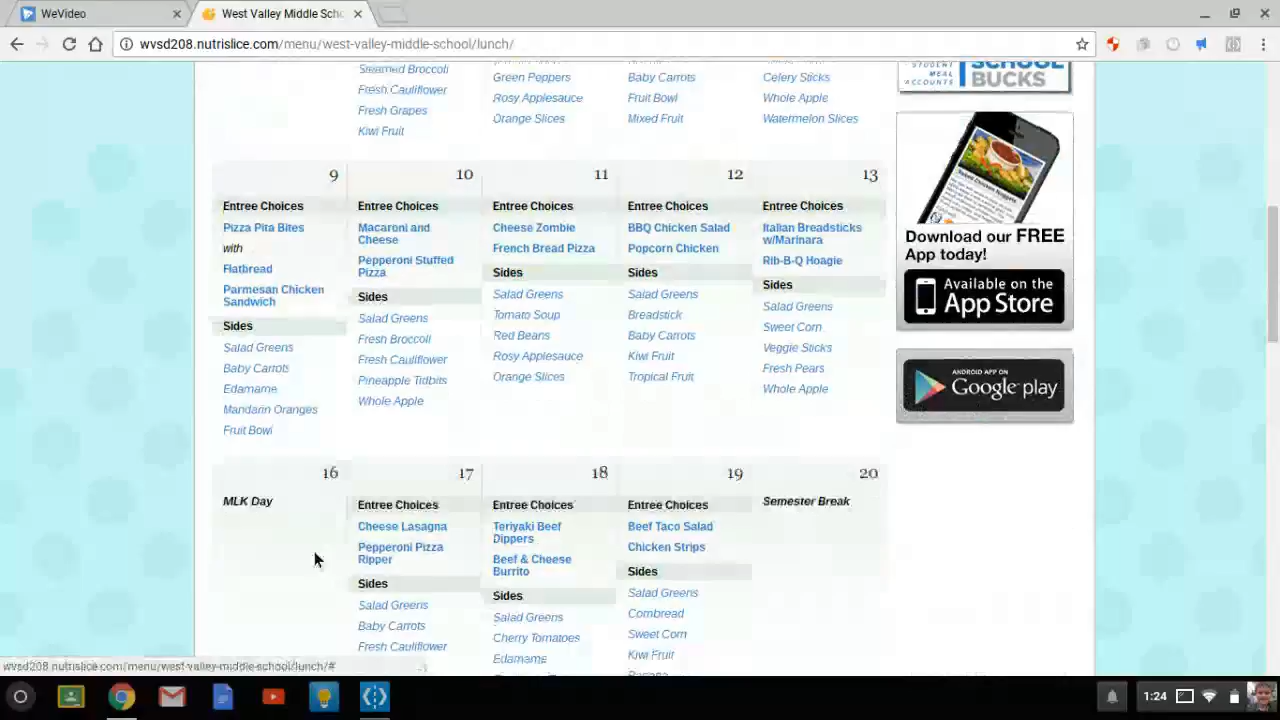 WeVideo
West Valley Middle Scho
wvsd208.nutrislice.com/menu/west-valley-middle-school/lunch/
Steamed Broccoli
Fresh Cauliflower
Fresh Grapes
Kiwi Fruit
Green Peppers
Rosy Applesauce
Orange Slices
Baby Carrots
Fruit Bowl
Mixed Fruit
Celery Sticks
Whole Apple
Watermelon Slices
STUDENT
MEAL
ACCOUNTS
SCHOOL
BUCKS
9
Entree Choices
Pizza Pita Bites
with
Flatbread
Parmesan Chicken
Sandwich
Sides
Salad Greens
Baby Carrots
Edamame
Mandarin Oranges
Fruit Bowl
10
Entree Choices
Macaroni and
Cheese
Pepperoni Stuffed
Pizza
Sides
Salad Greens
Fresh Broccoli
Fresh Cauliflower
Pineapple Tidbits
Whole Apple
11
Entree Choices
Cheese Zombie
French Bread Pizza
Sides
Salad Greens
Tomato Soup
Red Beans
Rosy Applesauce
Orange Slices
12
Entree Choices
BBQ Chicken Salad
Popcorn Chicken
Sides
Salad Greens
Breadstick
Baby Carrots
Kiwi Fruit
Tropical Fruit
13
Entree Choices
Italian Breadsticks
w/Marinara
Rib-B-Q Hoagie
Sides
Salad Greens
Sweet Corn
Veggie Sticks
Fresh Pears
Whole Apple
Download our FREE
App today!
Available on the
App Store
ANDROID APP ON
Google play
16
MLK Day
17
Entree Choices
Cheese Lasagna
Pepperoni Pizza
Ripper
Sides
Salad Greens
Baby Carrots
Fresh Cauliflower
18
Entree Choices
Teriyaki Beef
Dippers
Beef & Cheese
Burrito
Sides
Salad Greens
Cherry Tomatoes
Edamame
19
Entree Choices
Beef Taco Salad
Chicken Strips
Sides
Salad Greens
Cornbread
Sweet Corn
Kiwi Fruit
Banana
20
Semester Break
wvsd208.nutrislice.com/menu/west-valley-middle-school/lunch/#
1:24